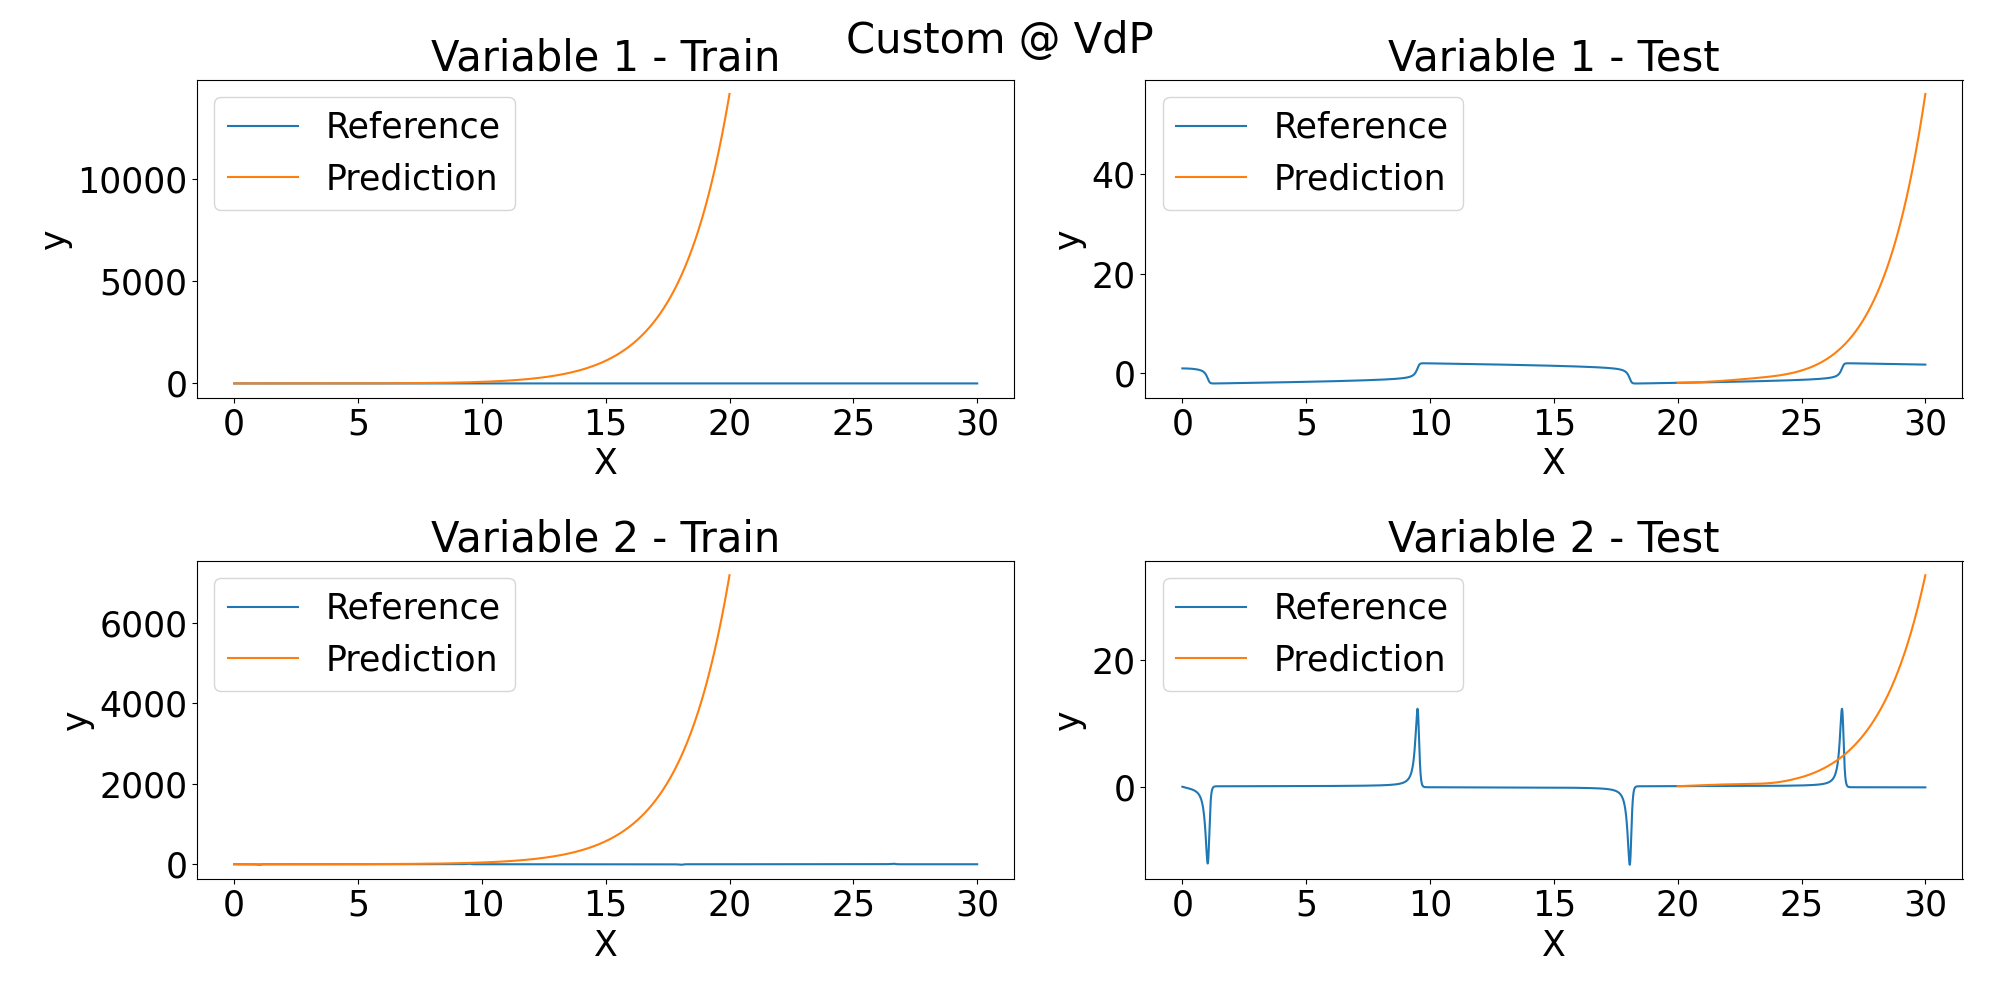 Custom @ VdP
Variable 1 - Train
Reference
Prediction
y
10000
5000
0
0 5 10 15 20 25 30
X
Variable 1 - Test
Reference
Prediction
y
40
20
0
0 5 10 15 20 25 30
X
Variable 2 - Train
Reference
Prediction
y
6000
4000
2000
0
0 5 10 15 20 25 30
X
Variable 2 - Test
Reference
Prediction
y
20
0
0 5 10 15 20 25 30
X